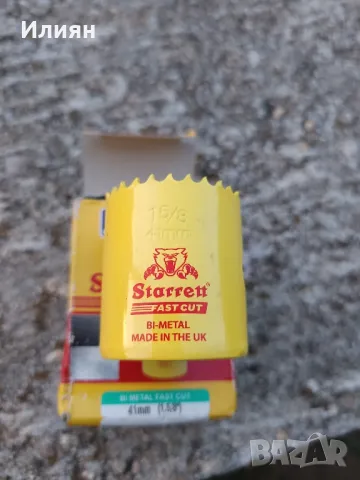 Илиян
1 5/8
41mm
Starrett
FAST CUT
BI-METAL
MADE IN THE UK
BI METAL FAST CUT
41mm (1.5/8")
BAZAR